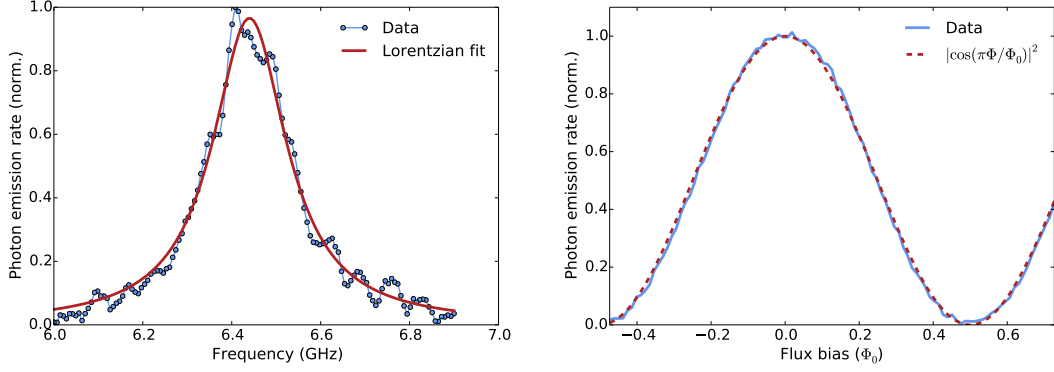 Photon emission rate (norm.)
1.0
0.8
0.6
0.4
0.2
0.0
6.0 6.2 6.4 6.6 6.8 7.0
Frequency (GHz)
Data
Lorentzian fit
Photon emission rate (norm.)
1.0
0.8
0.6
0.4
0.2
0.0
−0.4 −0.2 0.0 0.2 0.4 0.6
Flux bias (Φ₀)
Data
|cos(πΦ/Φ₀)|²